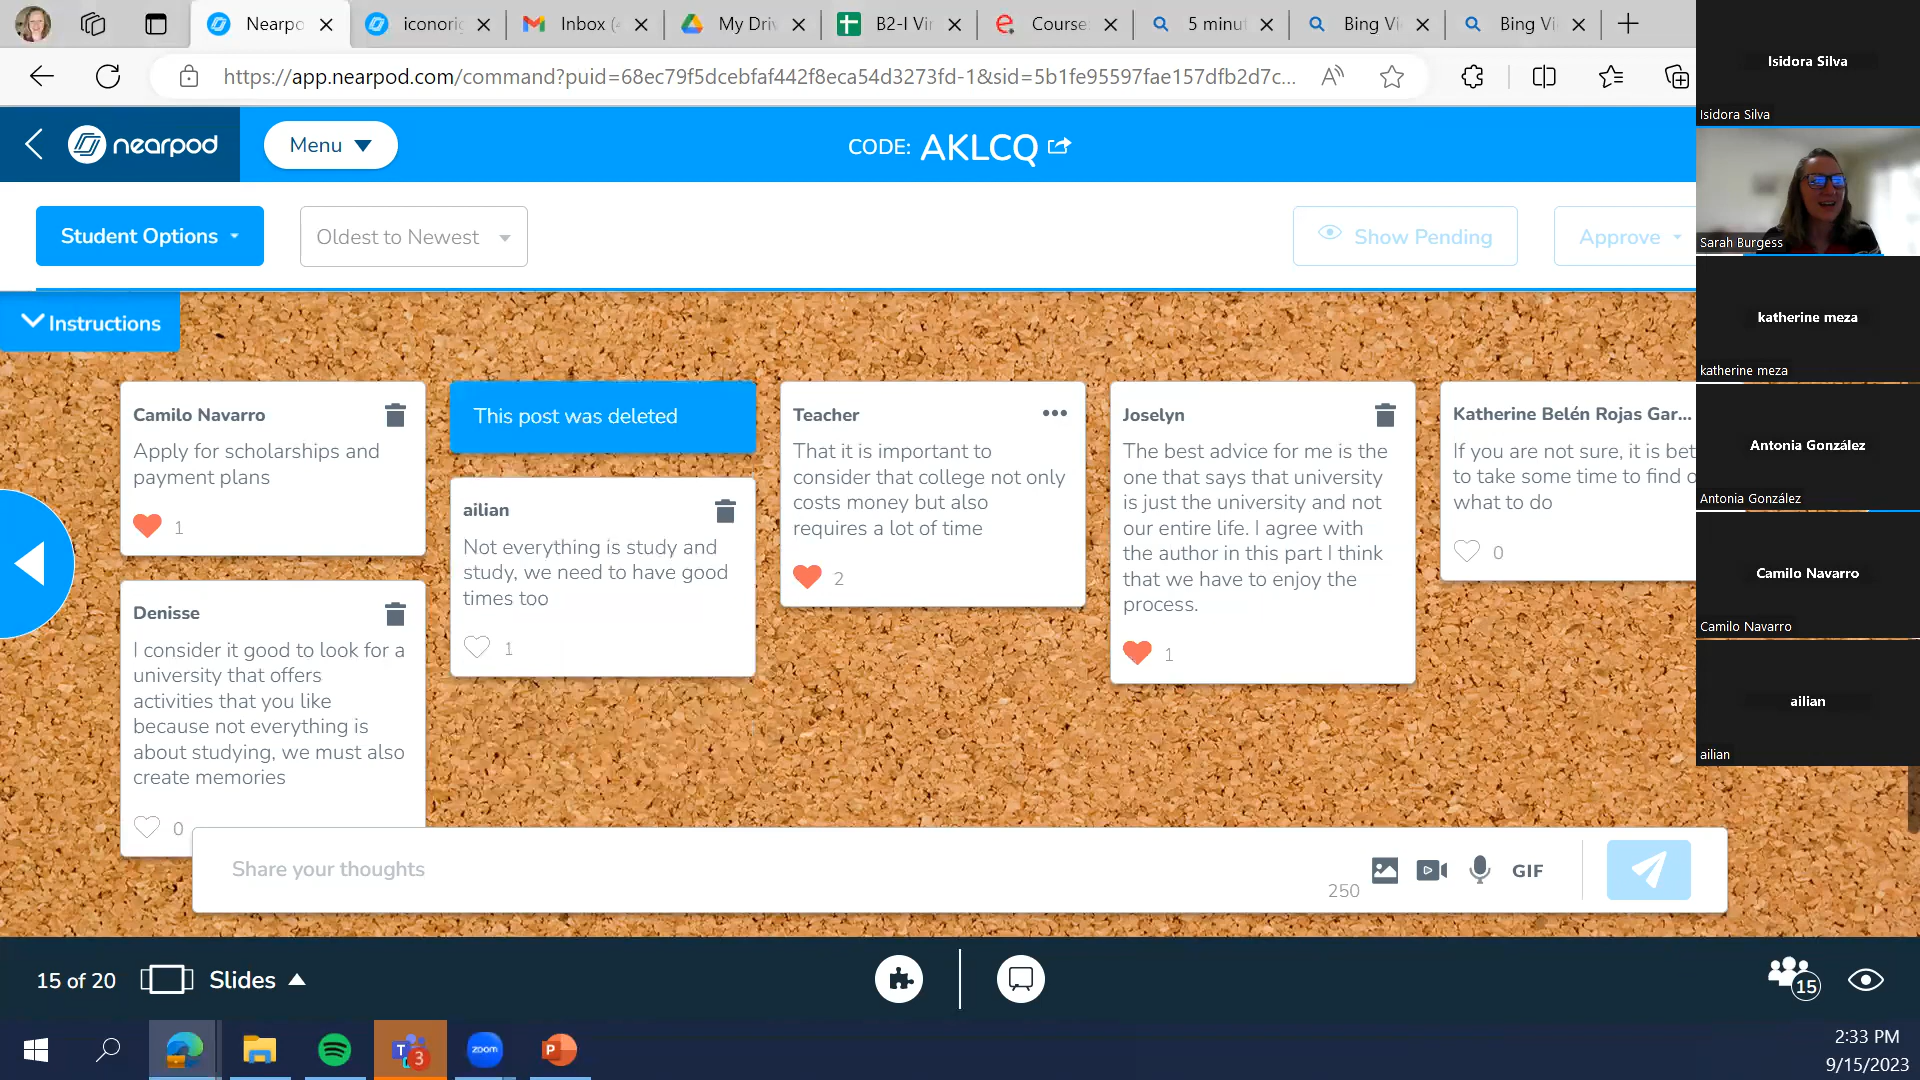 Nearpo
iconorig
Inbox (
My Driv
B2-I Vir
Course
5 minut
Bing Vi
Bing Vi
https://app.nearpod.com/command?puid=68ec79f5dcebfaf442f8eca54d3273fd-1&sid=5b1fe95597fae157dfb2d7c...
nearpod
Menu
CODE: AKLCQ
Student Options
Oldest to Newest
Show Pending
Approve
Instructions
Camilo Navarro
Apply for scholarships and
payment plans
1
Denisse
I consider it good to look for a
university that offers
activities that you like
because not everything is
about studying, we must also
create memories
0
This post was deleted
ailian
Not everything is study and
study, we need to have good
times too
1
Teacher
That it is important to
consider that college not only
costs money but also
requires a lot of time
2
Joselyn
The best advice for me is the
one that says that university
is just the university and not
our entire life. I agree with
the author in this part I think
that we have to enjoy the
process.
1
Katherine Belén Rojas Gar...
If you are not sure, it is bet
to take some time to find o
what to do
0
Share your thoughts
250
GIF
15 of 20
Slides
15
Isidora Silva
Isidora Silva
Sarah Burgess
katherine meza
katherine meza
Antonia González
Antonia González
Camilo Navarro
Camilo Navarro
ailian
ailian
T
3
zoom
P
2:33 PM
9/15/2023